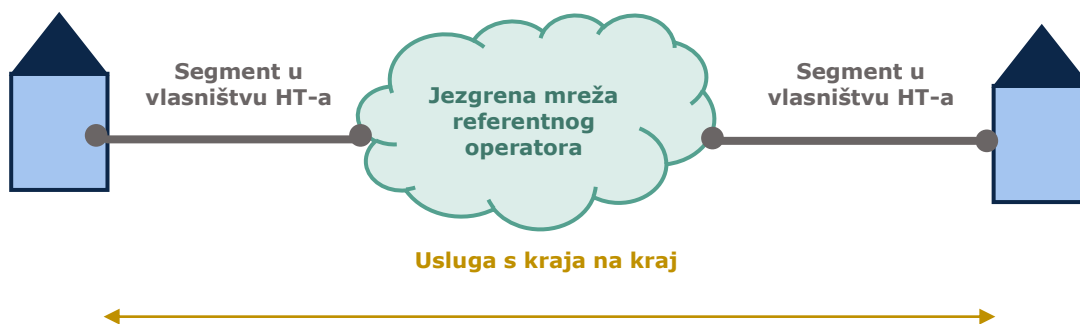 Segment u
vlasništvu HT-a
Jezgrena mreža
referentnog
operatora
Segment u
vlasništvu HT-a
Usluga s kraja na kraj